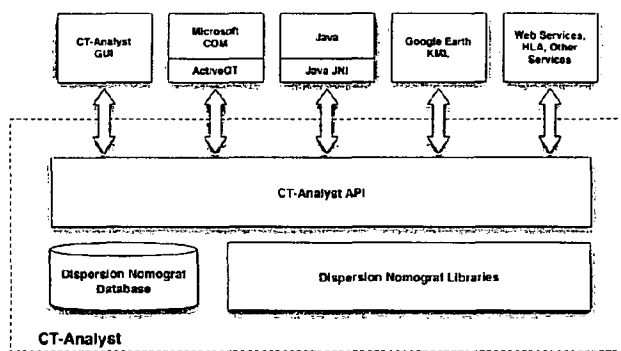 CT-Analyst
GUI
Microsoft
COM
ActiveQT
Java
Java JNI
Google Earth
KML
Web Services,
HLA, Other
Services
CT-Analyst API
Dispersion Nomograf
Database
Dispersion Nomograf Libraries
CT-Analyst